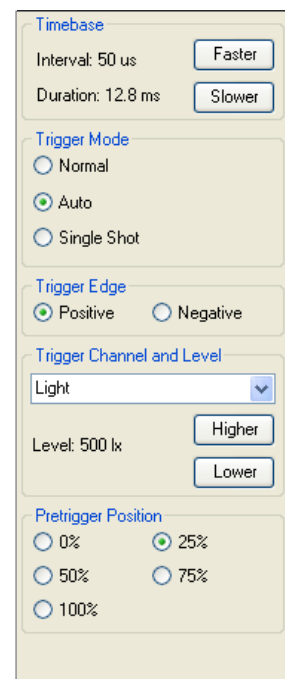 Timebase
Interval: 50 us
Faster
Duration: 12.8 ms
Slower
Trigger Mode
Normal
Auto
Single Shot
Trigger Edge
Positive
Negative
Trigger Channel and Level
Light
Level: 500 lx
Higher
Lower
Pretrigger Position
0%
25%
50%
75%
100%